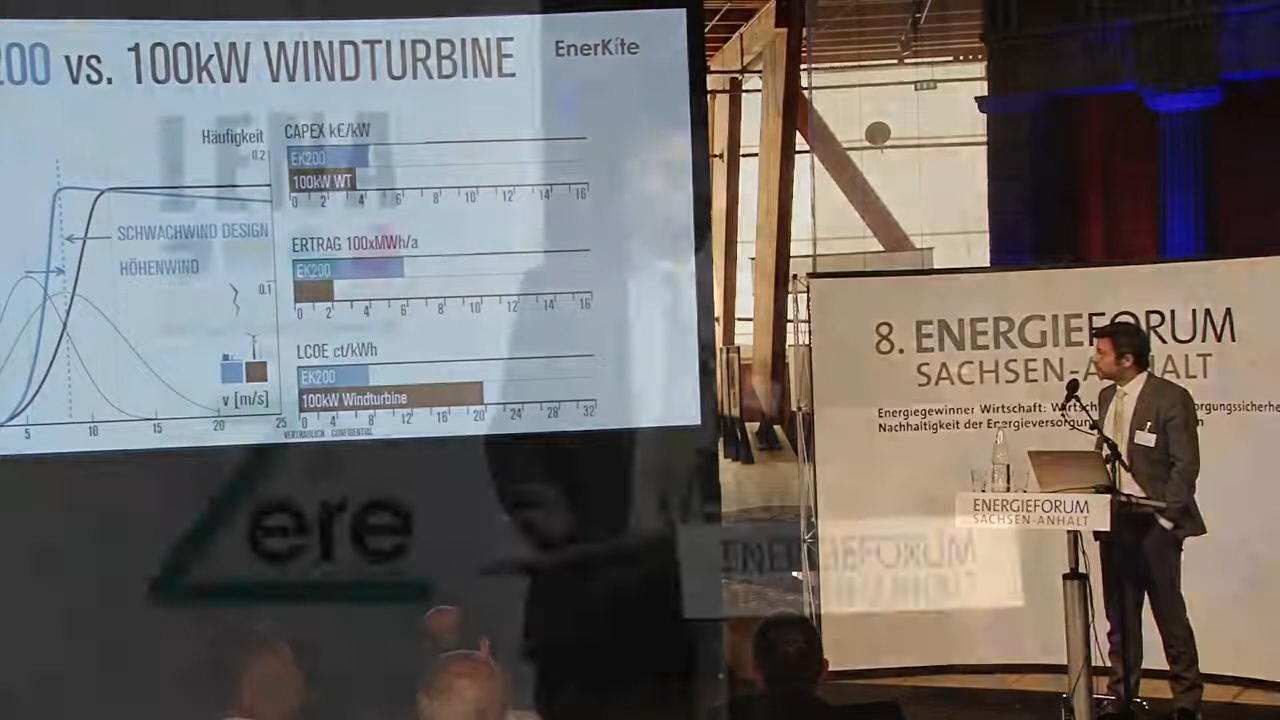 200 vs. 100kW WINDTURBINE
EnerKíte
Häufigkeit
0.2
SCHWACHWIND DESIGN
HÖHENWIND
0.1
v [m/s]
5 10 15 20 25
CAPEX k€/kW
EK200
100kW WT
0 2 4 6 8 10 12 14 16
ERTRAG 100xMWh/a
EK200
0 2 4 6 8 10 12 14 16
LCOE ct/kWh
EK200
100kW Windturbine
0 4 8 12 16 20 24 28 32
VERTRAULICH - CONFIDENTIAL
ere
8. ENERGIEFORUM
SACHSEN-ANHALT
Energiegewinner Wirtschaft:
Nachhaltigkeit der Energieversorgun
ENERGIEFORUM
SACHSEN-ANHALT
ENERGIEFORUM